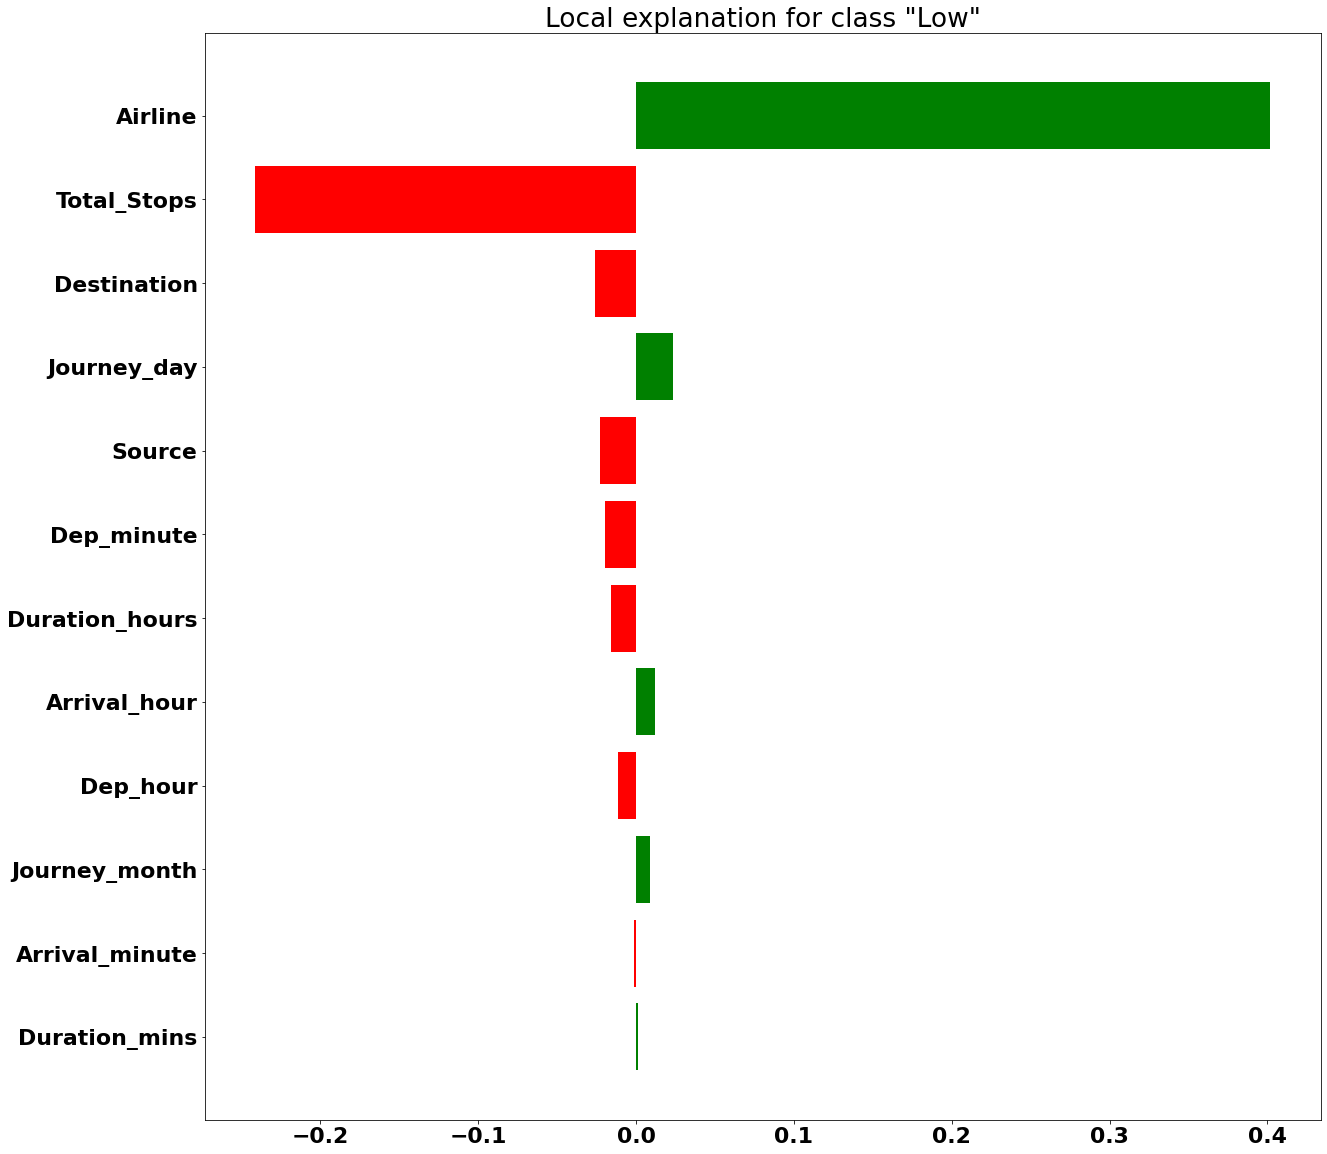 Local explanation for class "Low"
Airline
Total_Stops
Destination
Journey_day
Source
Dep_minute
Duration_hours
Arrival_hour
Dep_hour
Journey_month
Arrival_minute
Duration_mins
−0.2 −0.1 0.0 0.1 0.2 0.3 0.4